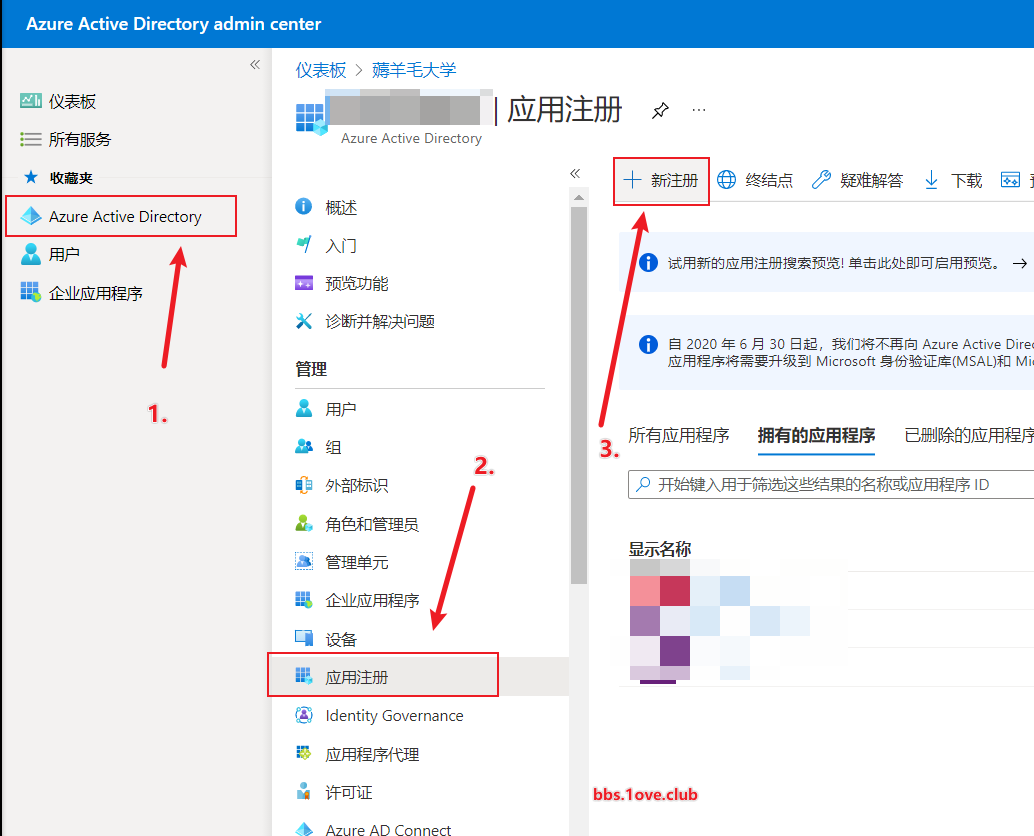 Azure Active Directory admin center
«
仪表板
所有服务
收藏夹
Azure Active Directory
用户
企业应用程序
1.
仪表板 > 薅羊毛大学
| 应用注册
...
Azure Active Directory
«
概述
入门
预览功能
诊断并解决问题
管理
用户
组
外部标识
角色和管理员
管理单元
企业应用程序
设备
应用注册
Identity Governance
应用程序代理
许可证
Azure AD Connect
2.
新注册 终结点 疑难解答 下载
试用新的应用注册搜索预览! 单击此处即可启用预览。 →
自 2020 年 6 月 30 日起，我们将不再向 Azure Active Dire
应用程序将需要升级到 Microsoft 身份验证库(MSAL)和 Mi
3.
所有应用程序 拥有的应用程序 已删除的应用程序
开始键入用于筛选这些结果的名称或应用程序 ID
显示名称
bbs.1ove.club